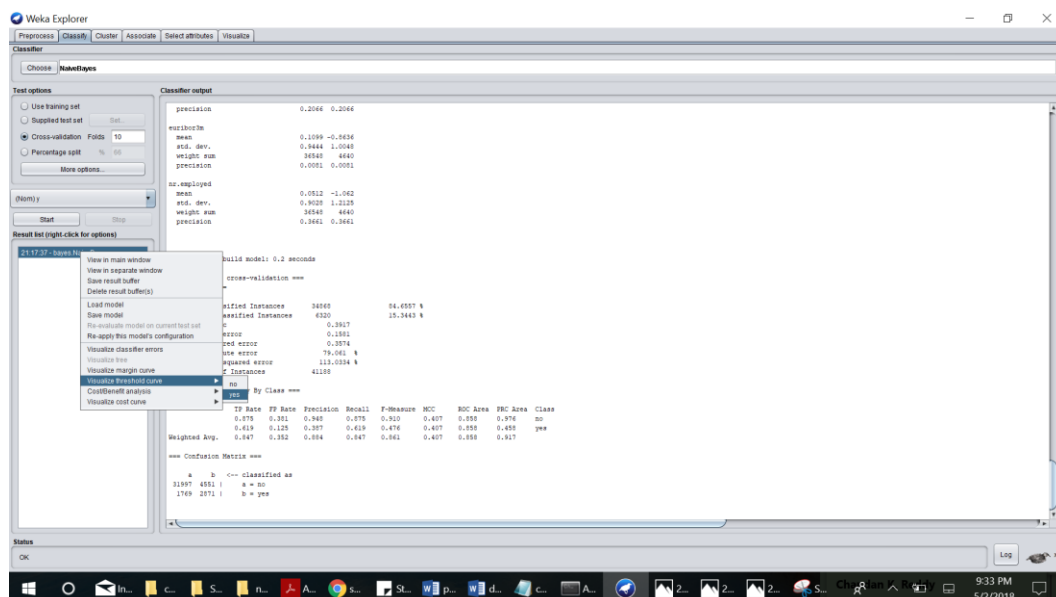 Weka Explorer
Preprocess Classify Cluster Associate Select attributes Visualize
Classifier
Choose NaiveBayes
Test options
Use training set
Supplied test set Set...
Cross-validation Folds 10
Percentage split % 66
More options...
(Nom) y
Start Stop
Result list (right-click for options)
21:17:37 - bayes.Na
View in main window
View in separate window
Save result buffer
Delete result buffer(s)
Load model
Save model
Re-evaluate model on current test set
Re-apply this model's configuration
Visualize classifier errors
Visualize tree
Visualize margin curve
Visualize threshold curve
Cost/Benefit analysis
Visualize cost curve
no
yes
Classifier output
precision 0.2066 0.2066
euribor3m
mean 0.1099 -0.8636
std. dev. 0.9444 1.0048
weight sum 36548 4640
precision 0.0081 0.0081
nr.employed
mean 0.0512 -1.062
std. dev. 0.9028 1.2125
weight sum 36548 4640
precision 0.3661 0.3661
build model: 0.2 seconds
cross-validation ===
=
sified Instances 34868 84.6557 %
assified Instances 6320 15.3443 %
c 0.3917
error 0.1581
red error 0.3574
ute error 79.061 %
squared error 113.0334 %
f Instances 41188
By Class ===
TP Rate FP Rate Precision Recall F-Measure MCC ROC Area PRC Area Class
0.875 0.381 0.948 0.875 0.910 0.407 0.858 0.976 no
0.619 0.125 0.387 0.619 0.476 0.407 0.858 0.458 yes
Weighted Avg. 0.847 0.352 0.884 0.847 0.861 0.407 0.858 0.917
=== Confusion Matrix ===
a b <-- classified as
31997 4551 | a = no
1769 2871 | b = yes
Status
OK
Log
In... c... S... n... A... s... St... p... d... c... A... 2... 2... 2... S...
9:33 PM
5/2/2018